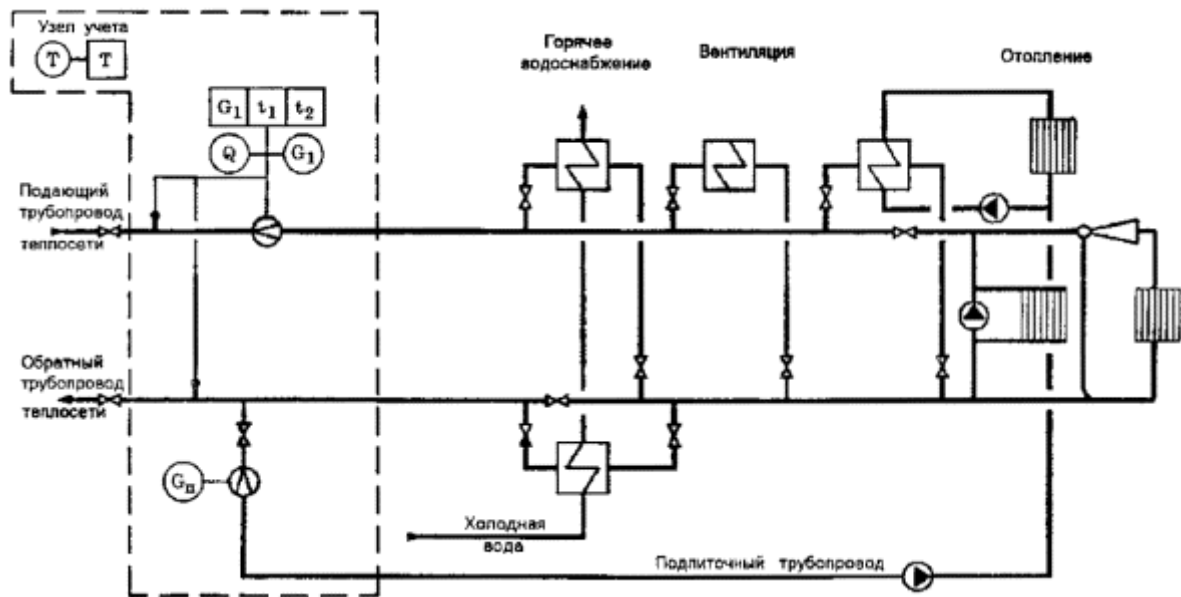 Узел учета
T T
G1 t1 t2
Q G1
Горячее
водоснабжение
Вентиляция
Отопление
Подающий
трубопровод
теплосети
Обратный
трубопровод
теплосети
Gп
Холодная
вода
Подпиточный трубопровод